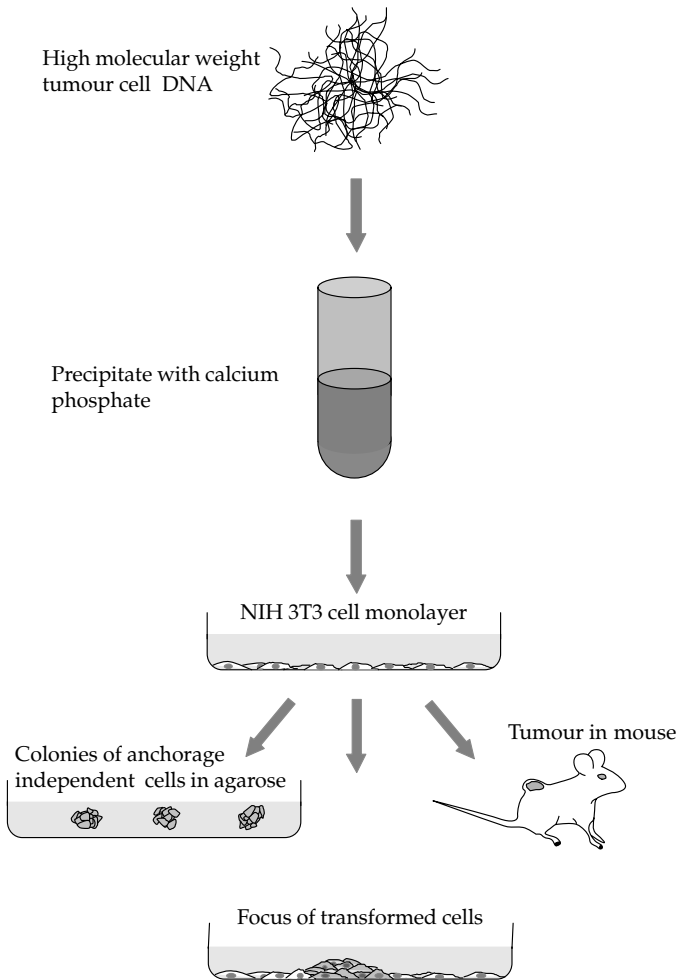 High molecular weight
tumour cell DNA
Precipitate with calcium
phosphate
NIH 3T3 cell monolayer
Tumour in mouse
Colonies of anchorage
independent cells in agarose
Focus of transformed cells